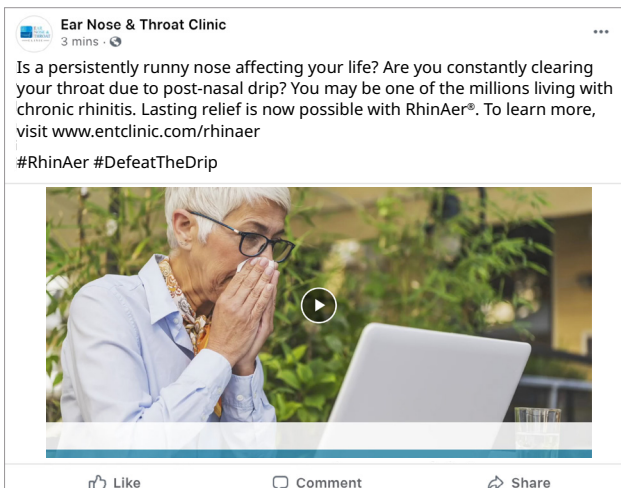 Ear Nose & Throat Clinic
3 mins ·
Is a persistently runny nose affecting your life? Are you constantly clearing
your throat due to post-nasal drip? You may be one of the millions living with
chronic rhinitis. Lasting relief is now possible with RhinAer®. To learn more,
visit www.entclinic.com/rhinaer
#RhinAer #DefeatTheDrip
Like
Comment
Share